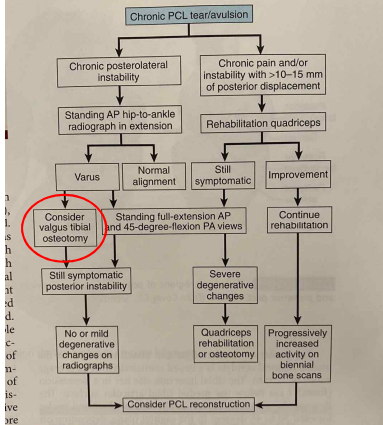 Chronic PCL tear/avulsion
Chronic posterolateral
instability
Chronic pain and/or
instability with >10–15 mm
of posterior displacement
Standing AP hip-to-ankle
radiograph in extension
Rehabilitation quadriceps
Varus
Normal
alignment
Still
symptomatic
Improvement
Consider
valgus tibial
osteotomy
Standing full-extension AP
and 45-degree-flexion PA views
Continue
rehabilitation
Still symptomatic
posterior instability
Severe
degenerative
changes
No or mild
degenerative
changes on
radiographs
Quadriceps
rehabilitation
or osteotomy
Progressively
increased
activity on
biennial
bone scans
Consider PCL reconstruction